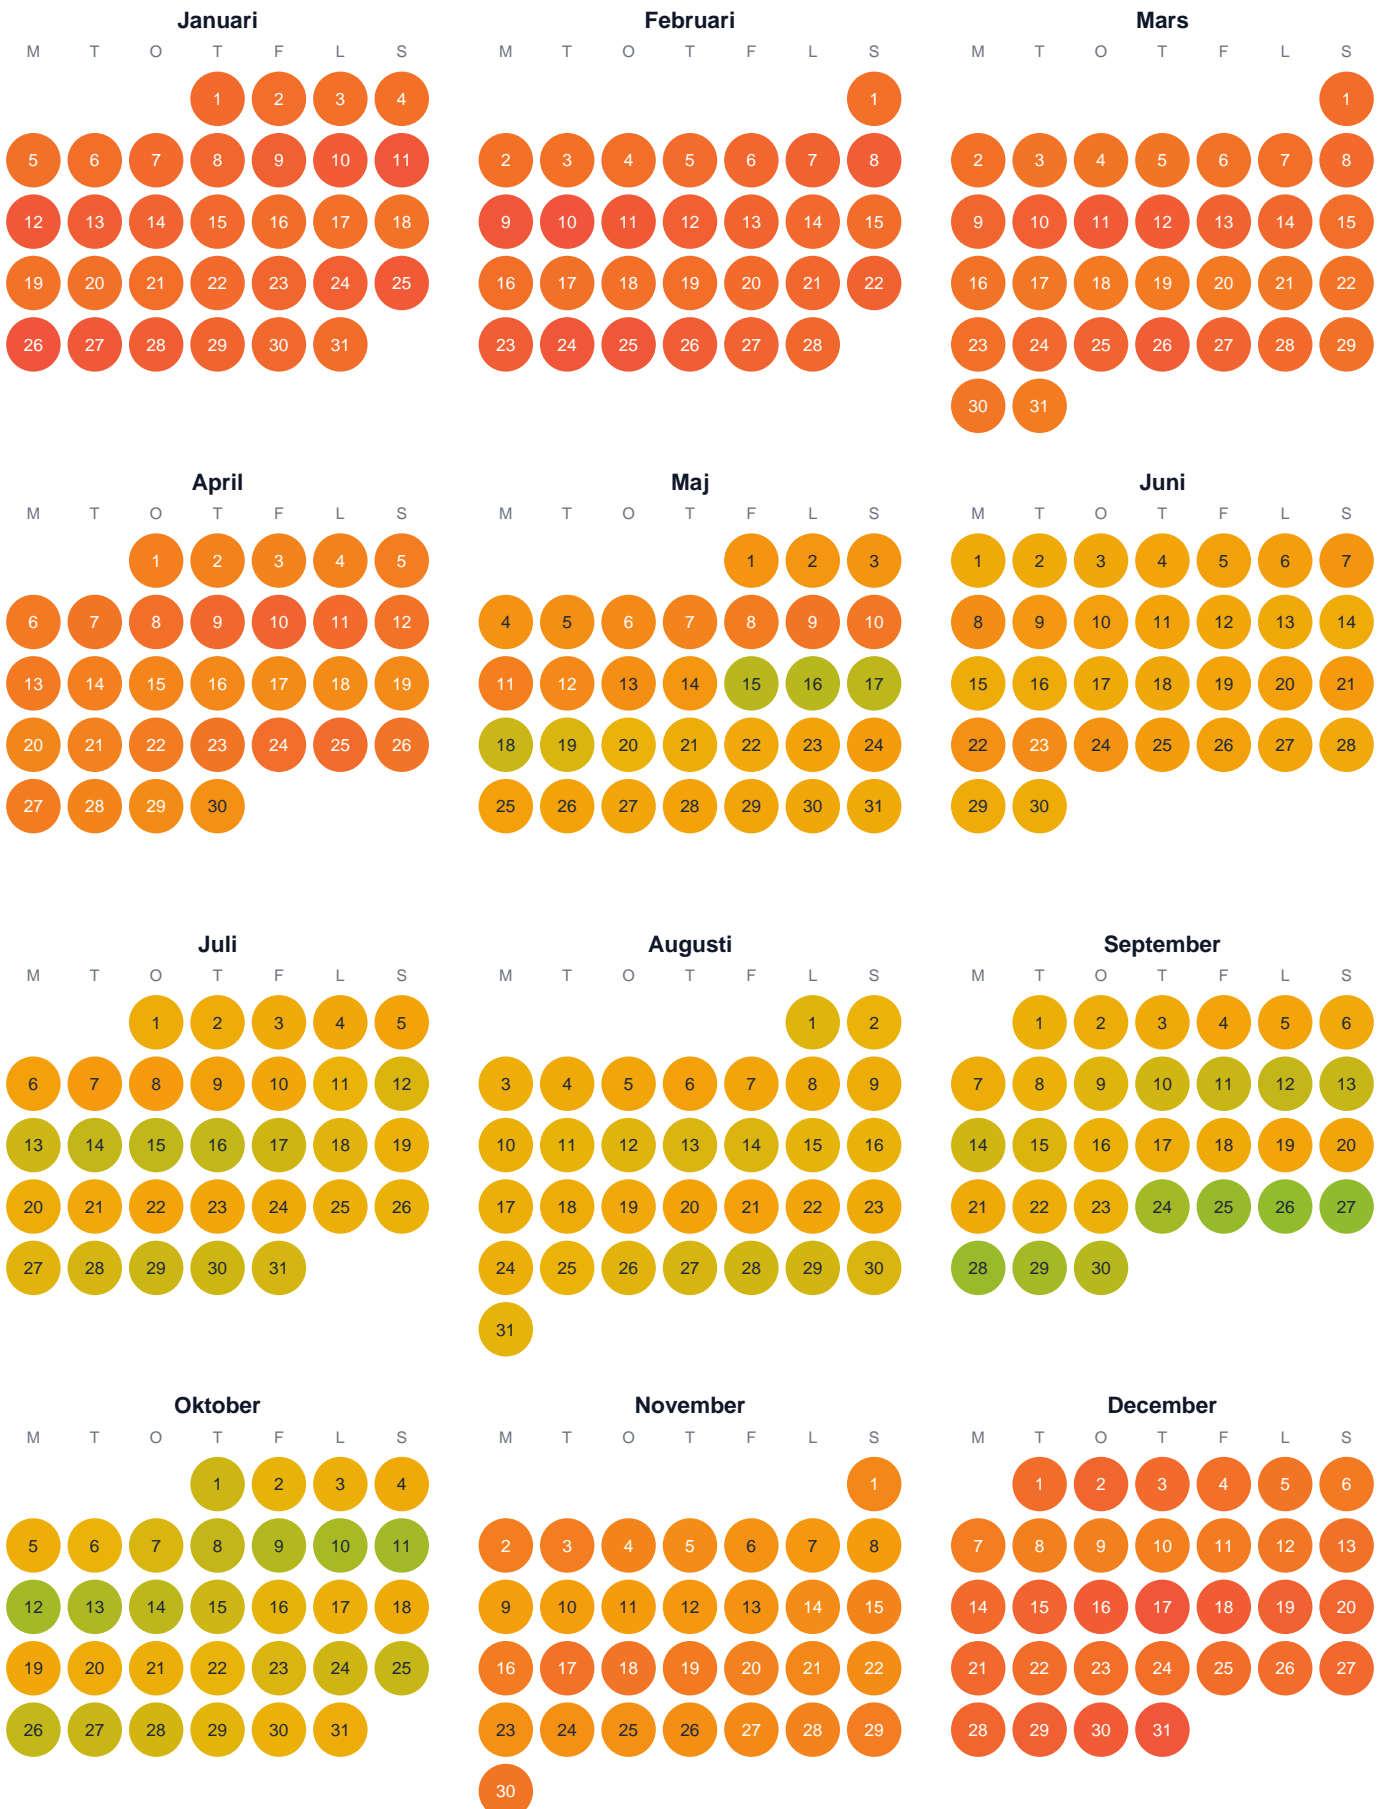 Januari Februari Mars
M T O T F L S M T O T F L S M T O T F L S
1 2 3 4 1 1
5 6 7 8 9 10 11 2 3 4 5 6 7 8 2 3 4 5 6 7 8
12 13 14 15 16 17 18 9 10 11 12 13 14 15 9 10 11 12 13 14 15
19 20 21 22 23 24 25 16 17 18 19 20 21 22 16 17 18 19 20 21 22
26 27 28 29 30 31 23 24 25 26 27 28 23 24 25 26 27 28 29
30 31
April Maj Juni
M T O T F L S M T O T F L S M T O T F L S
1 2 3 4 5 1 2 3 1 2 3 4 5 6 7
6 7 8 9 10 11 12 4 5 6 7 8 9 10 8 9 10 11 12 13 14
13 14 15 16 17 18 19 11 12 13 14 15 16 17 15 16 17 18 19 20 21
20 21 22 23 24 25 26 18 19 20 21 22 23 24 22 23 24 25 26 27 28
27 28 29 30 25 26 27 28 29 30 31 29 30
Juli Augusti September
M T O T F L S M T O T F L S M T O T F L S
1 2 3 4 5 1 2 1 2 3 4 5 6
6 7 8 9 10 11 12 3 4 5 6 7 8 9 7 8 9 10 11 12 13
13 14 15 16 17 18 19 10 11 12 13 14 15 16 14 15 16 17 18 19 20
20 21 22 23 24 25 26 17 18 19 20 21 22 23 21 22 23 24 25 26 27
27 28 29 30 31 24 25 26 27 28 29 30 28 29 30
31
Oktober November December
M T O T F L S M T O T F L S M T O T F L S
1 2 3 4 1 1 2 3 4 5 6
5 6 7 8 9 10 11 2 3 4 5 6 7 8 7 8 9 10 11 12 13
12 13 14 15 16 17 18 9 10 11 12 13 14 15 14 15 16 17 18 19 20
19 20 21 22 23 24 25 16 17 18 19 20 21 22 21 22 23 24 25 26 27
26 27 28 29 30 31 23 24 25 26 27 28 29 28 29 30 31
30